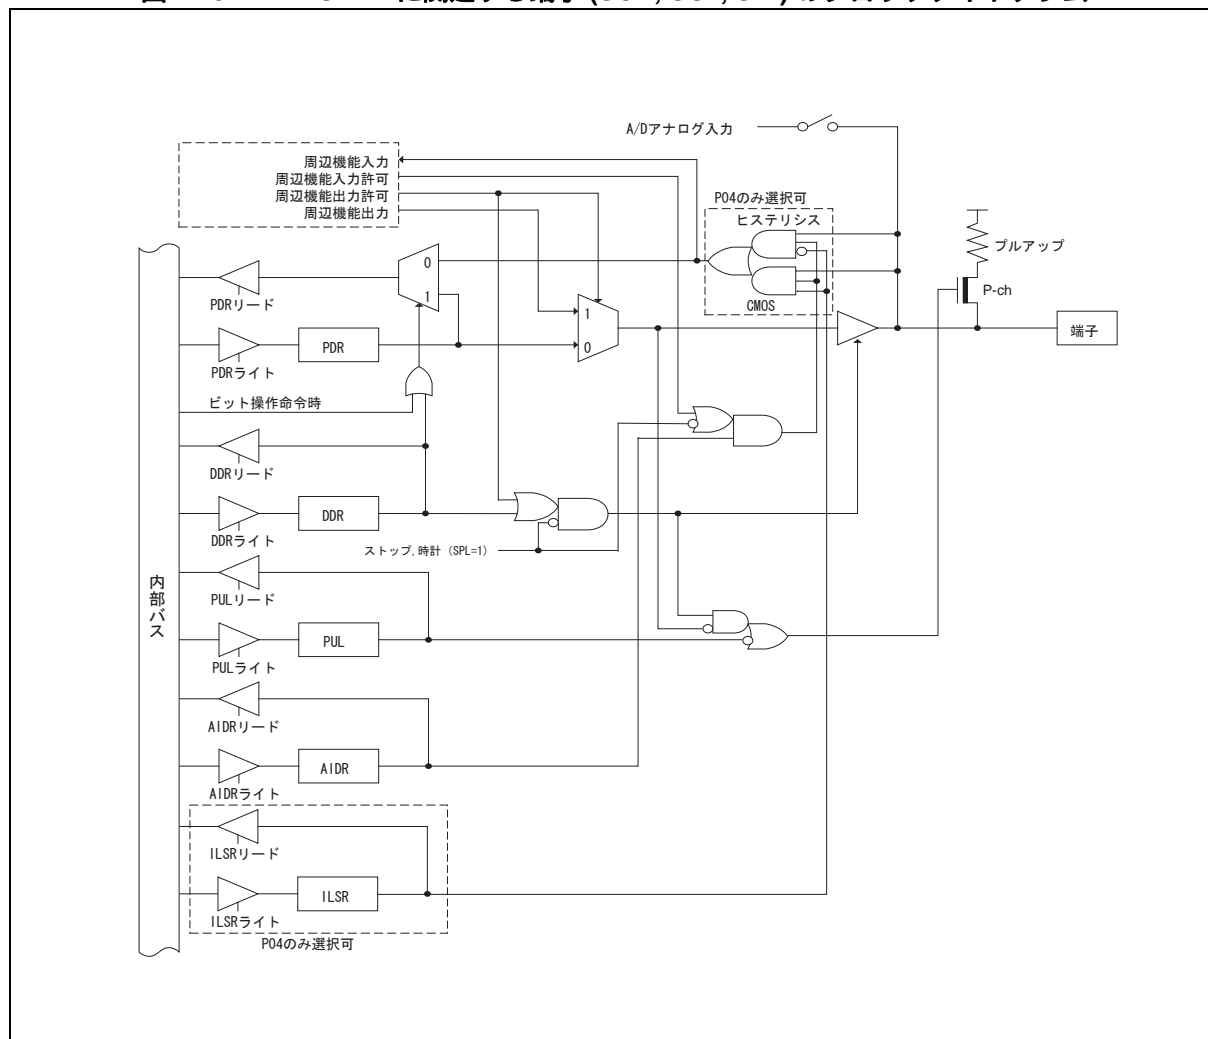 A/Dアナログ入力
周辺機能入力
周辺機能入力許可
周辺機能出力許可
周辺機能出力
P04のみ選択可
ヒステリシス
CMOS
プルアップ
P-ch
端子
0
1
PDRリード
1
0
PDR
PDRライト
ビット操作命令時
DDRリード
DDR
DDRライト
ストップ,時計 (SPL=1)
内部バス
PULリード
PUL
PULライト
AIDRリード
AIDR
AIDRライト
ILSRリード
ILSR
ILSRライト
P04のみ選択可